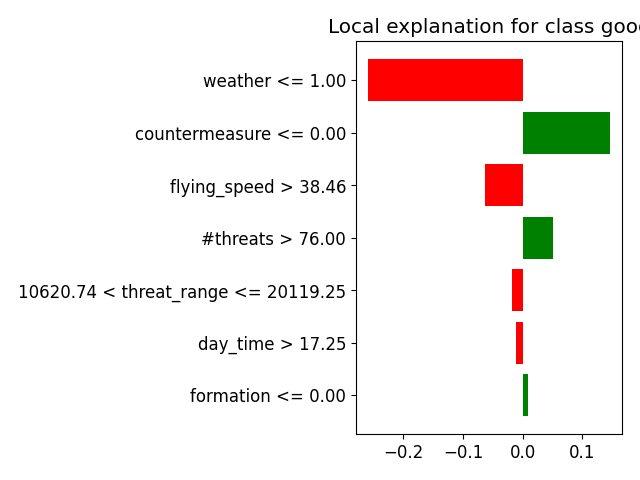 Local explanation for class good
weather <= 1.00
countermeasure <= 0.00
flying_speed > 38.46
#threats > 76.00
10620.74 < threat_range <= 20119.25
day_time > 17.25
formation <= 0.00
−0.2 −0.1 0.0 0.1